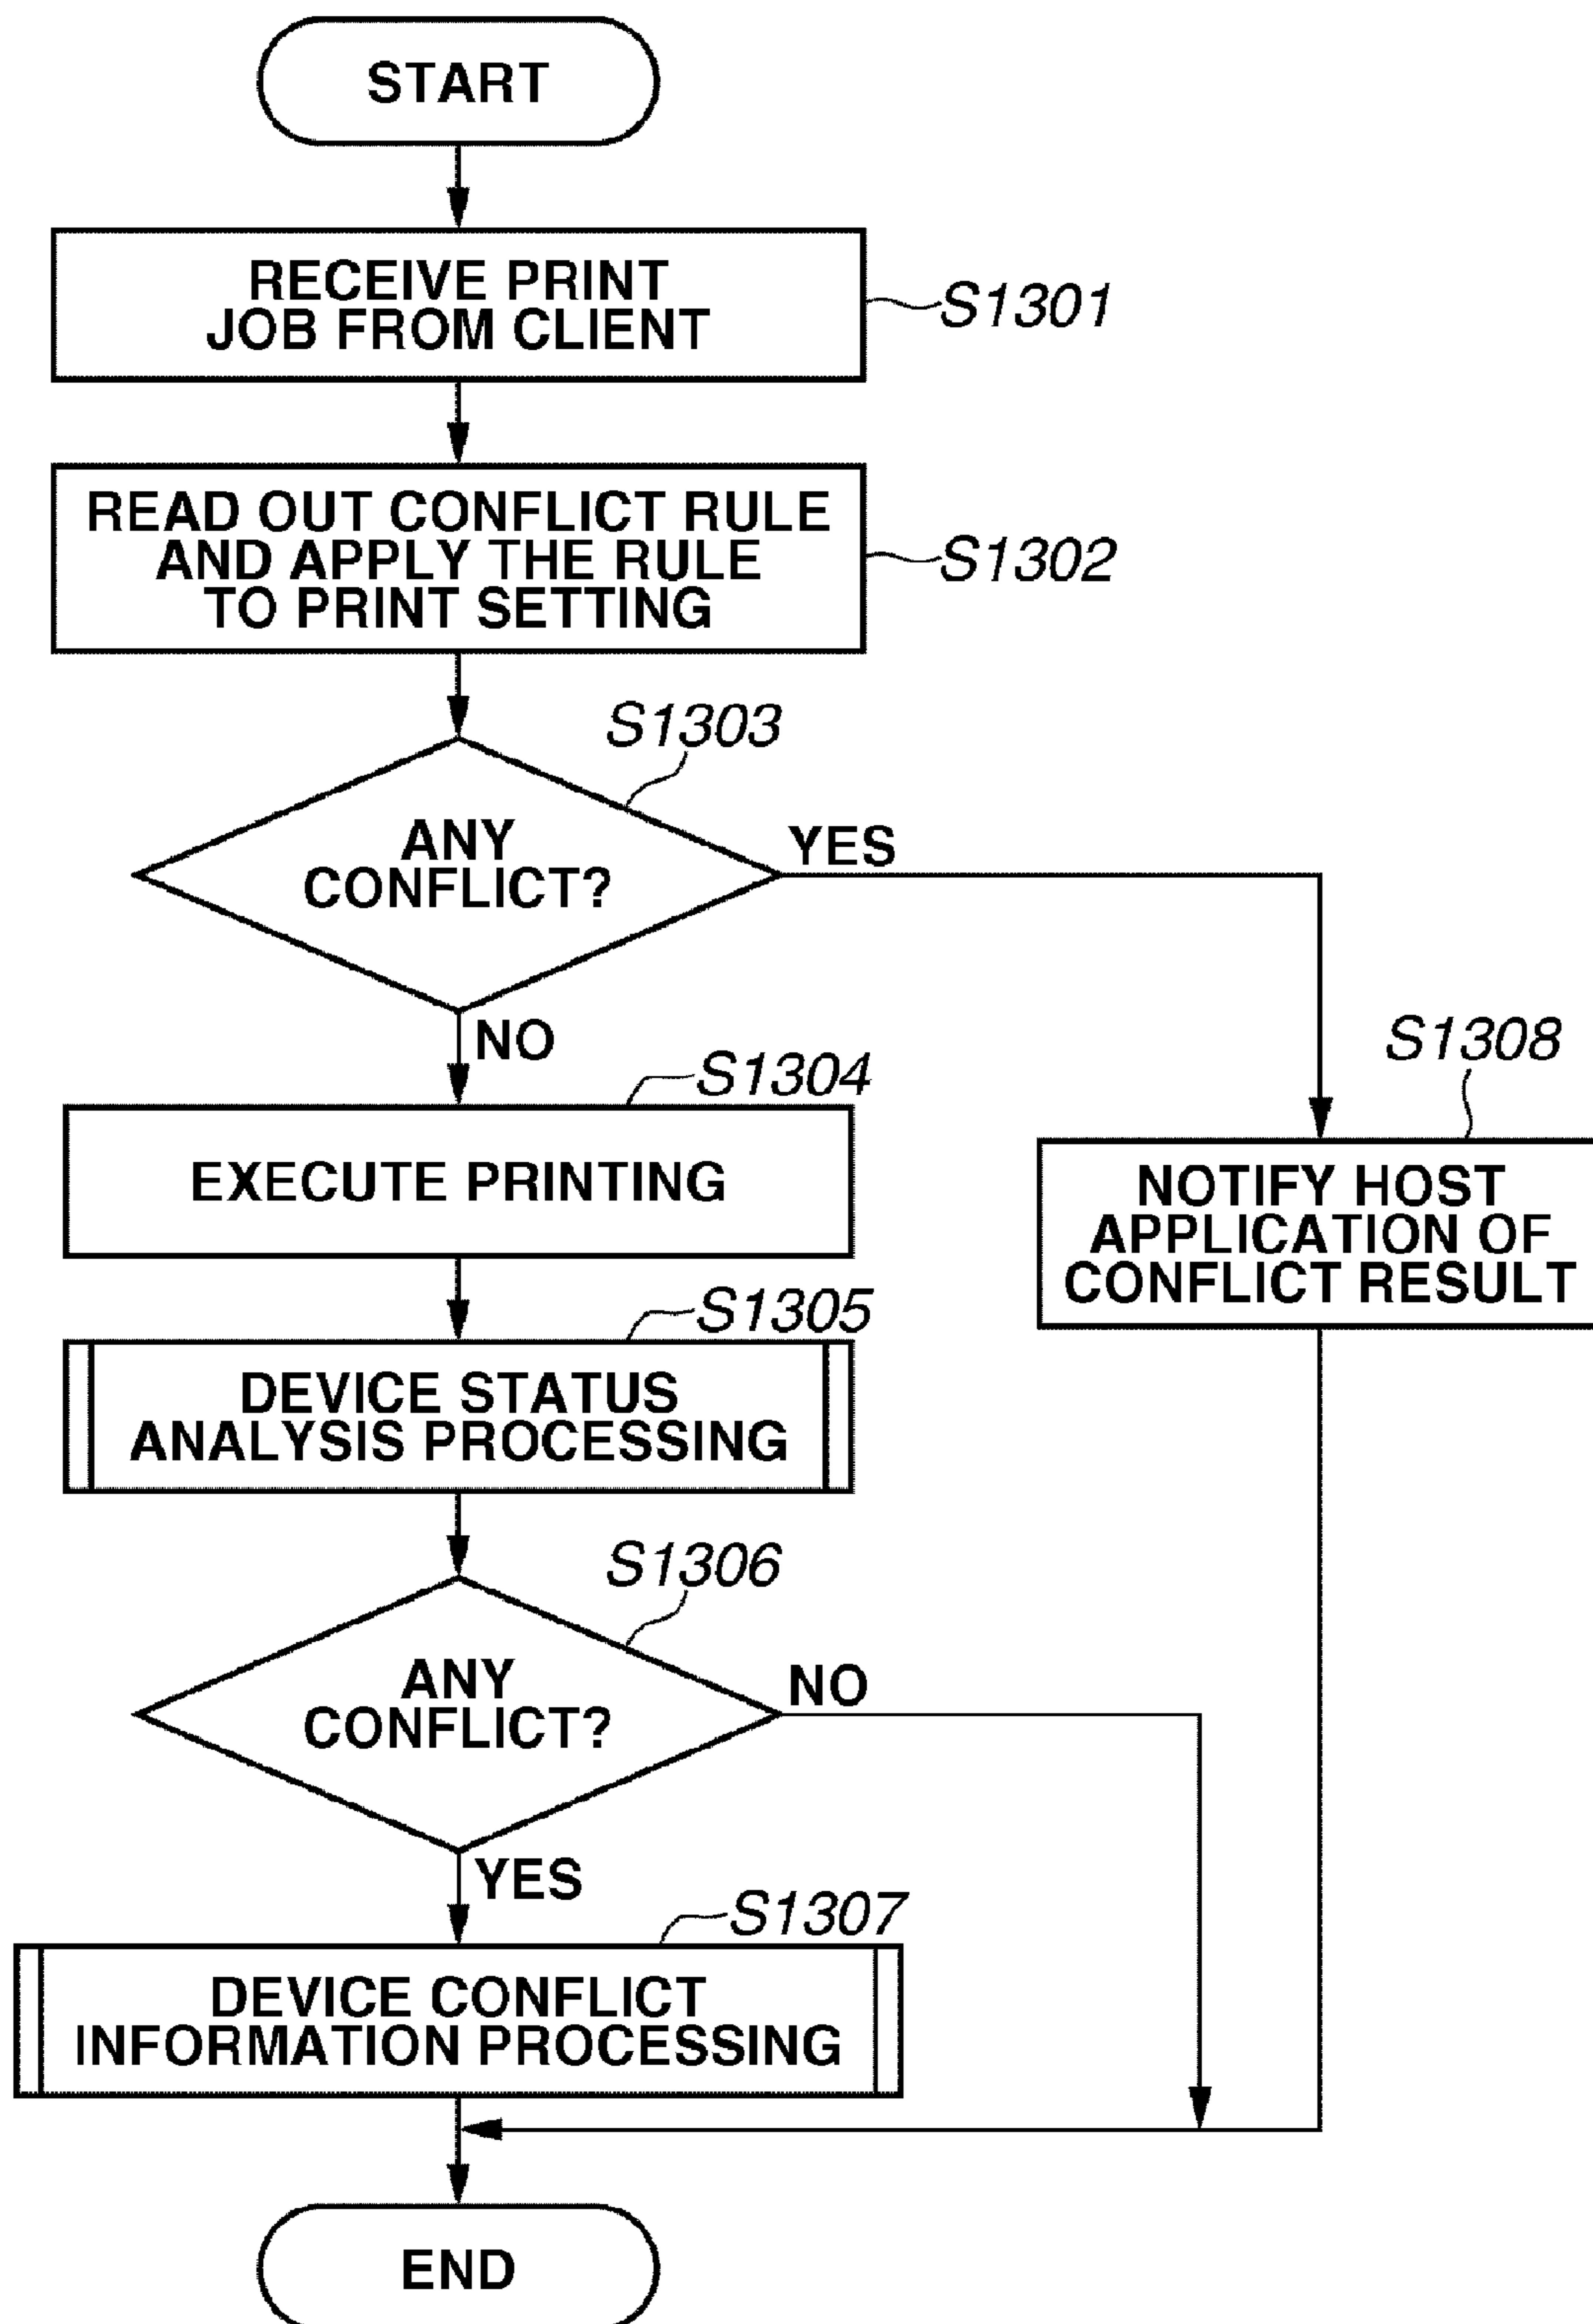 START
RECEIVE PRINT
JOB FROM CLIENT
S1301
READ OUT CONFLICT RULE
AND APPLY THE RULE
TO PRINT SETTING
S1302
S1303
ANY
CONFLICT?
YES
NO
S1304
EXECUTE PRINTING
S1308
NOTIFY HOST
APPLICATION OF
CONFLICT RESULT
S1305
DEVICE STATUS
ANALYSIS PROCESSING
S1306
ANY
CONFLICT?
NO
YES
S1307
DEVICE CONFLICT
INFORMATION PROCESSING
END